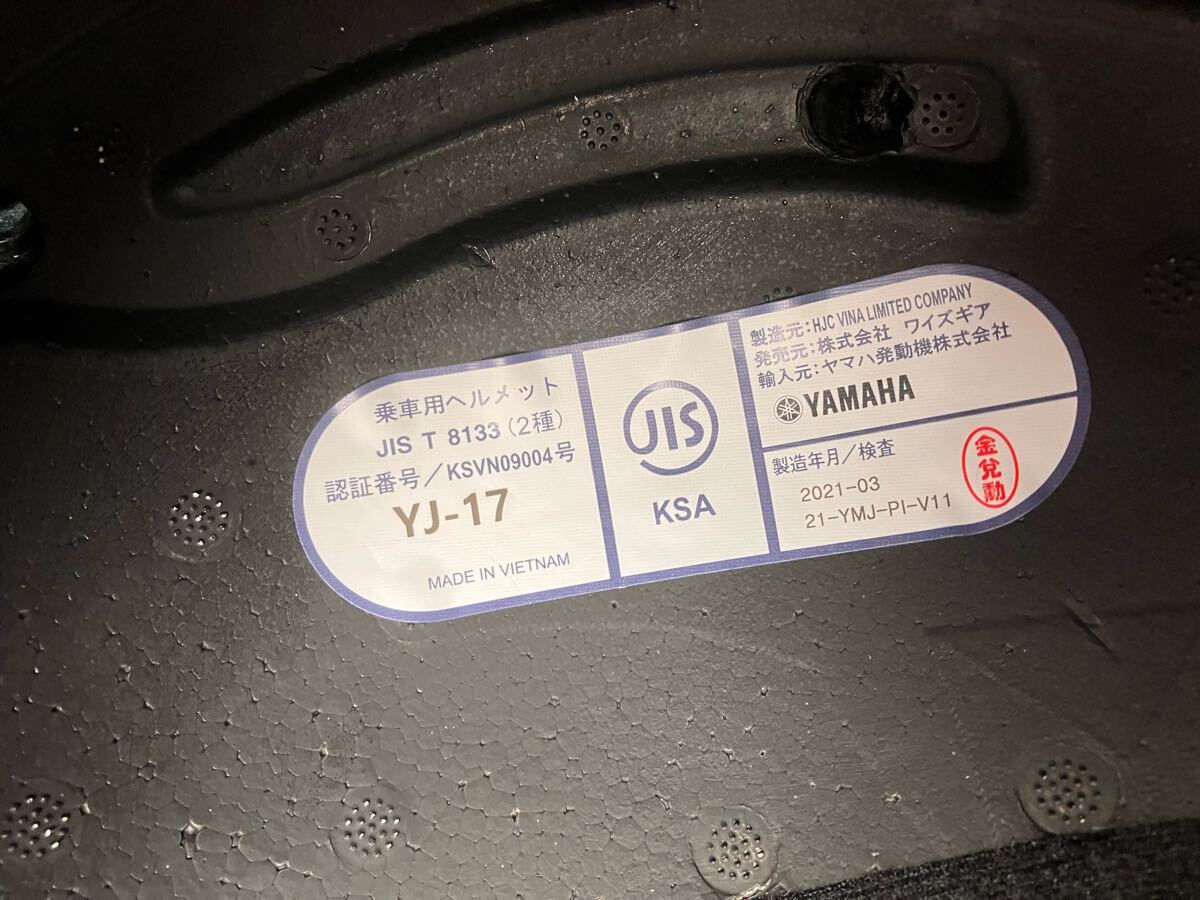 乗車用ヘルメット
JIS T 8133(2種)
認証番号/KSVN09004号
YJ-17
MADE IN VIETNAM
JIS
KSA
製造元:HJC VINA LIMITED COMPANY
発売元:株式会社 ワイズギア
輸入元:ヤマハ発動機株式会社
YAMAHA
製造年月/検査
2021-03
21-YMJ-PI-V11
金兌勳